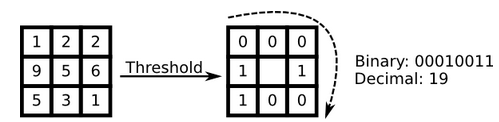 1 2 2
9 5 6
5 3 1
Threshold
0 0 0
1 1
1 0 0
Binary: 00010011
Decimal: 19